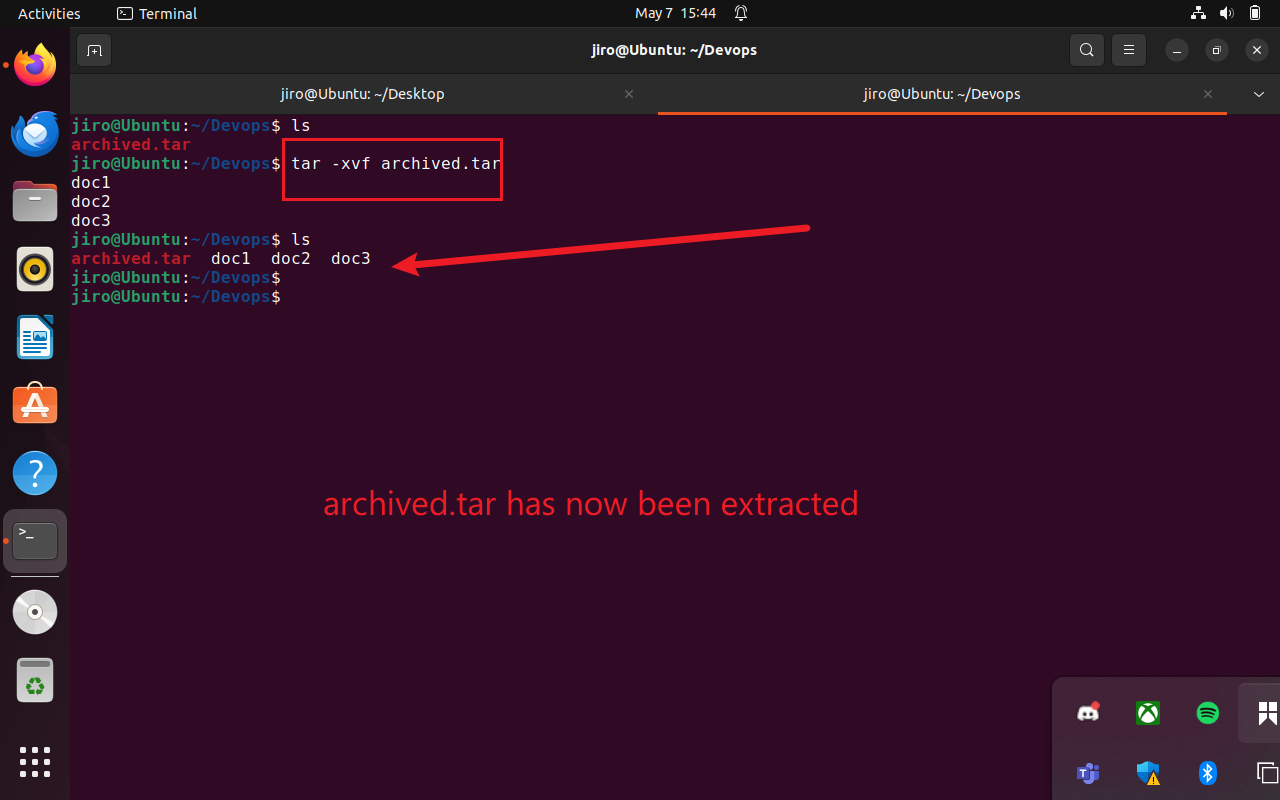 Activities
Terminal
May 7 15:44
jiro@Ubuntu: ~/Devops
jiro@Ubuntu: ~/Desktop
jiro@Ubuntu: ~/Devops
jiro@Ubuntu:~/Devops$ ls
archived.tar
jiro@Ubuntu:~/Devops$ tar -xvf archived.tar
doc1
doc2
doc3
jiro@Ubuntu:~/Devops$ ls
archived.tar  doc1  doc2  doc3
jiro@Ubuntu:~/Devops$
jiro@Ubuntu:~/Devops$
archived.tar has now been extracted